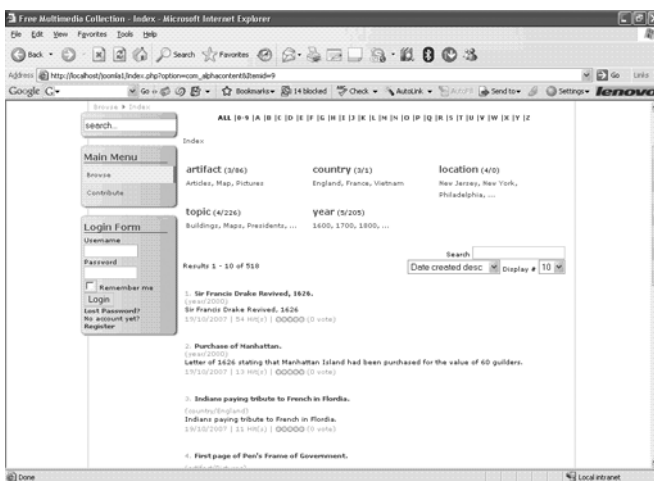 Free Multimedia Collection - Index - Microsoft Internet Explorer
File Edit View Favorites Tools Help
Back Search Favorites
Address http://localhost/joomla1/index.php?option=com_alphacontent&Itemid=9 Go Links
Google Go Bookmarks 14 blocked Check AutoLink Send to Settings lenovo
Browse Index
search...
ALL |0-9 |A |B |C |D |E |F |G |H |I |J |K |L |M |N |O |P |Q |R |S |T |U |V |W |X |Y |Z
Index
Main Menu
Browse
Contribute
artifact (3/86) country (3/1) location (4/0)
Articles, Map, Pictures England, France, Vietnam New Jersey, New York, Philadelphia, ...
topic (4/226) year (5/205)
Buildings, Maps, Presidents, ... 1600, 1700, 1800, ...
Login Form
Username
Password
Remember me
Login
Lost Password?
No account yet?
Register
Search
Results 1 - 10 of 518 Date created desc Display # 10
1. Sir Francis Drake Revived, 1626.
(year/2000)
Sir Francis Drake Revived, 1626
19/10/2007 | 54 Hit(s) | (0 vote)
2. Purchase of Manhattan.
(year/2000)
Letter of 1626 stating that Manhattan Island had been purchased for the value of 60 guilders.
19/10/2007 | 13 Hit(s) | (0 vote)
3. Indians paying tribute to French in Flordia.
(country/England)
Indians paying tribute to French in Flordia.
19/10/2007 | 11 Hit(s) | (0 vote)
4. First page of Pen's Frame of Government.
Done Local intranet